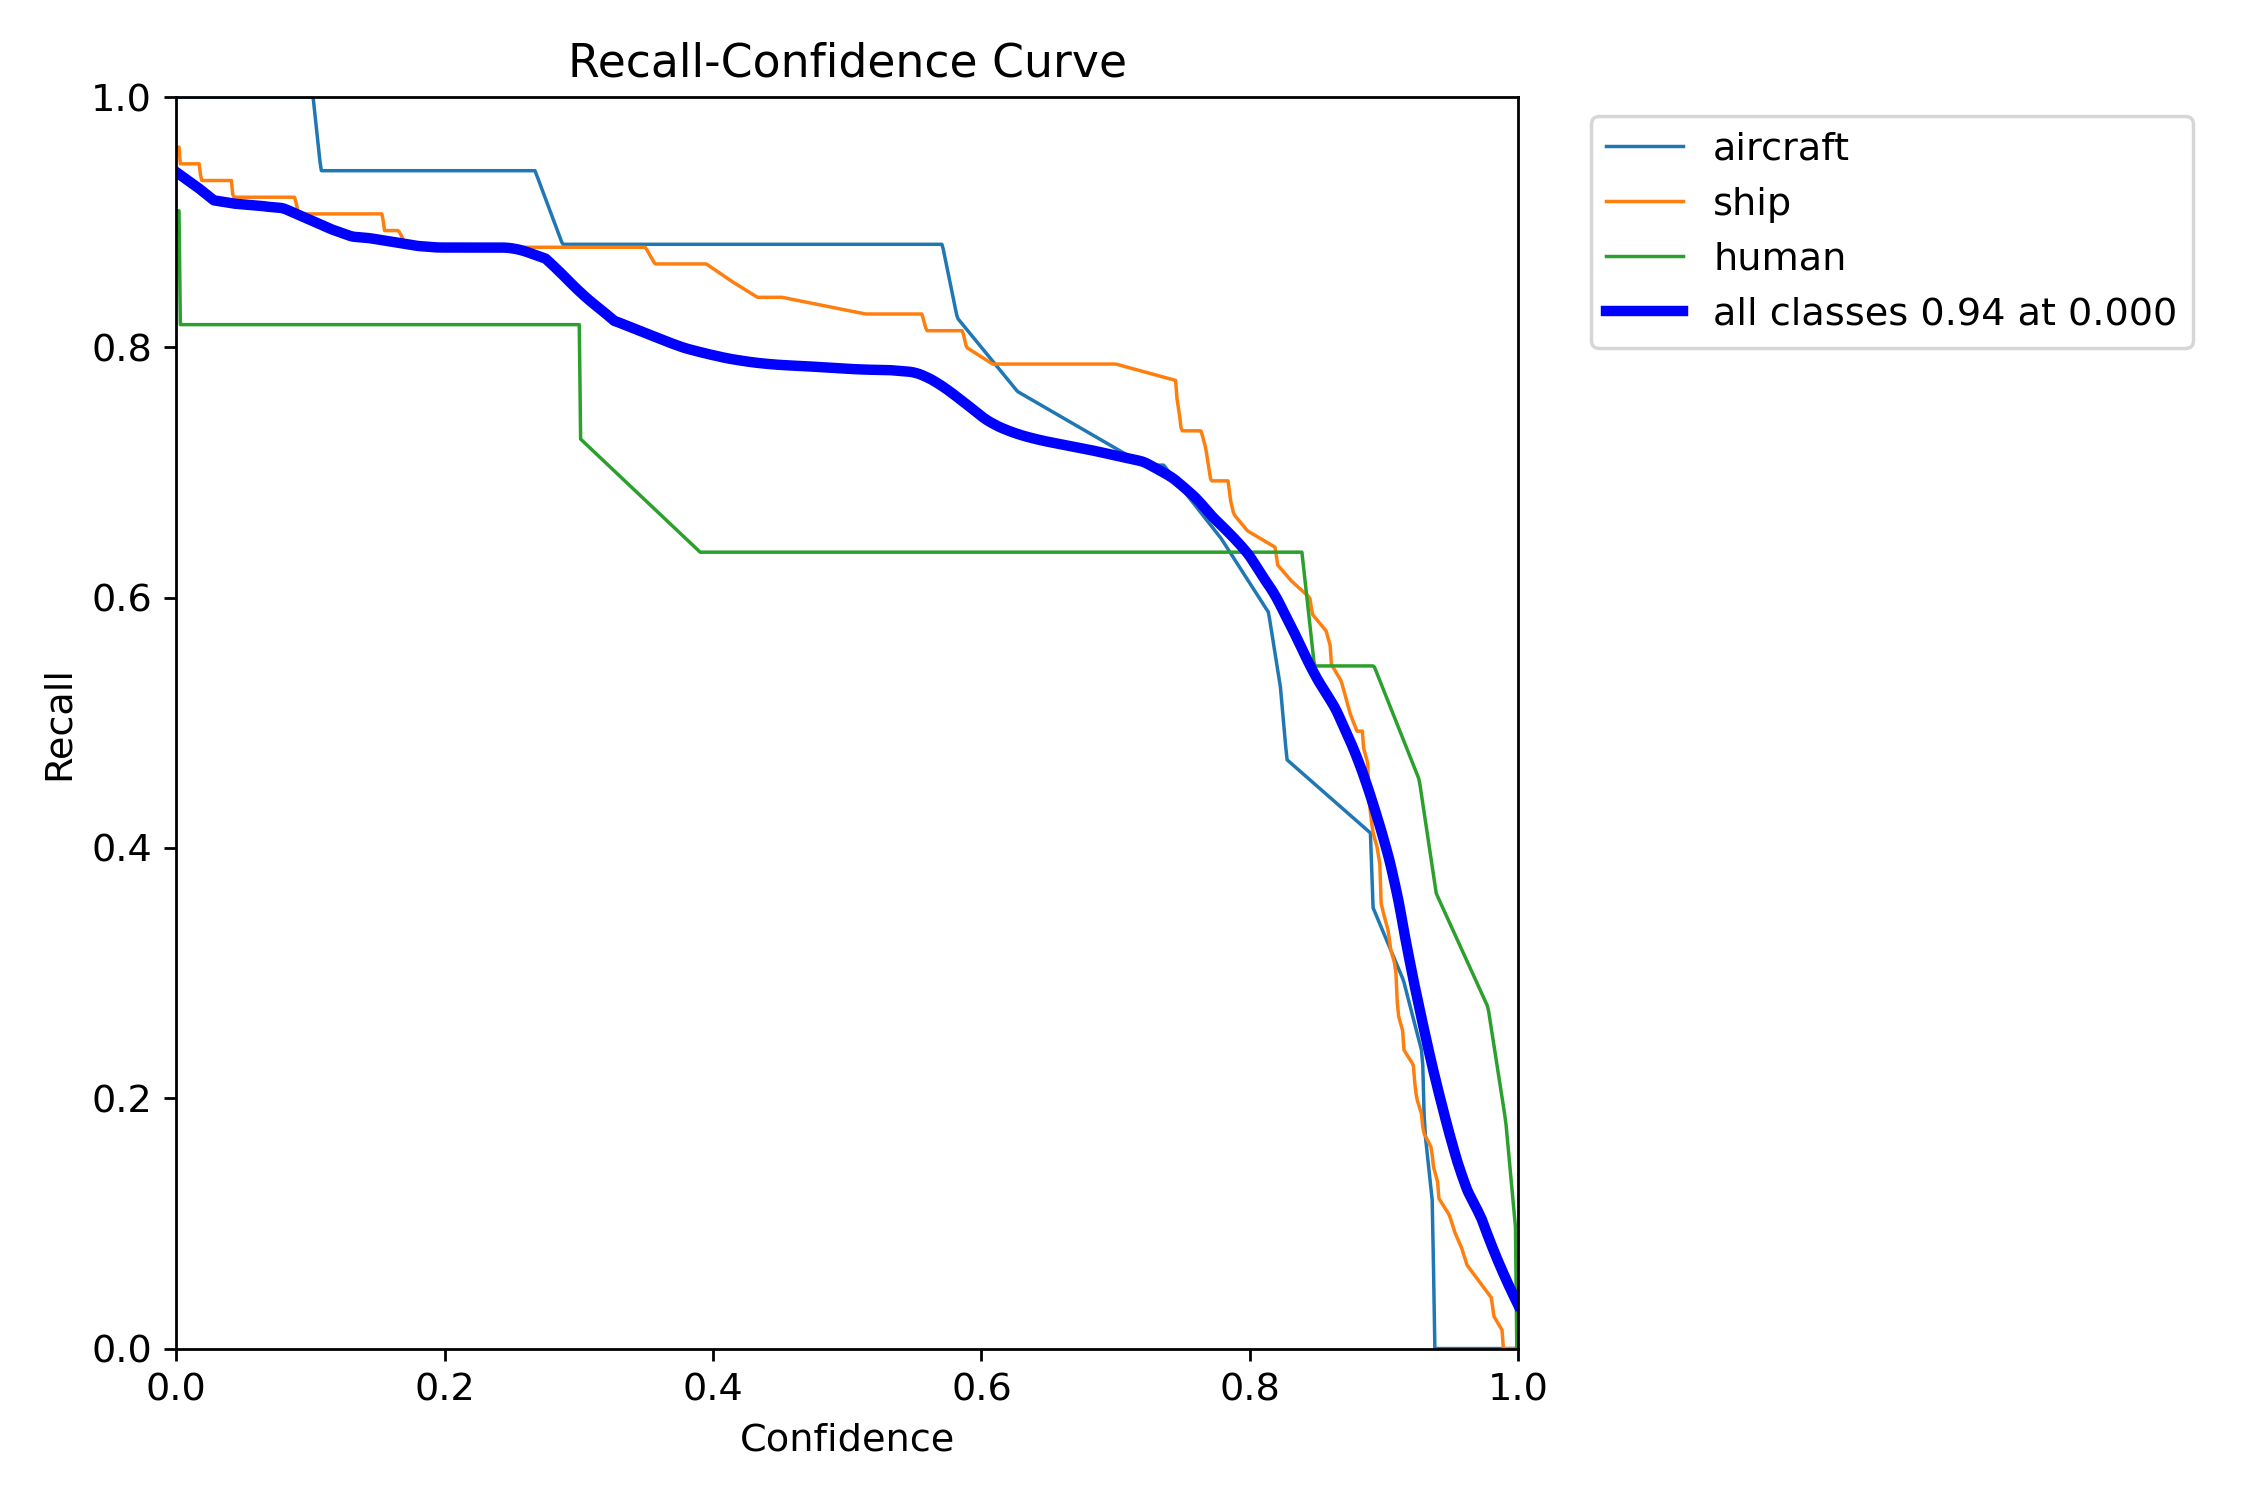 Recall-Confidence Curve
1.0
0.8
0.6
0.4
0.2
0.0
Recall
0.0 0.2 0.4 0.6 0.8 1.0
Confidence
aircraft
ship
human
all classes 0.94 at 0.000